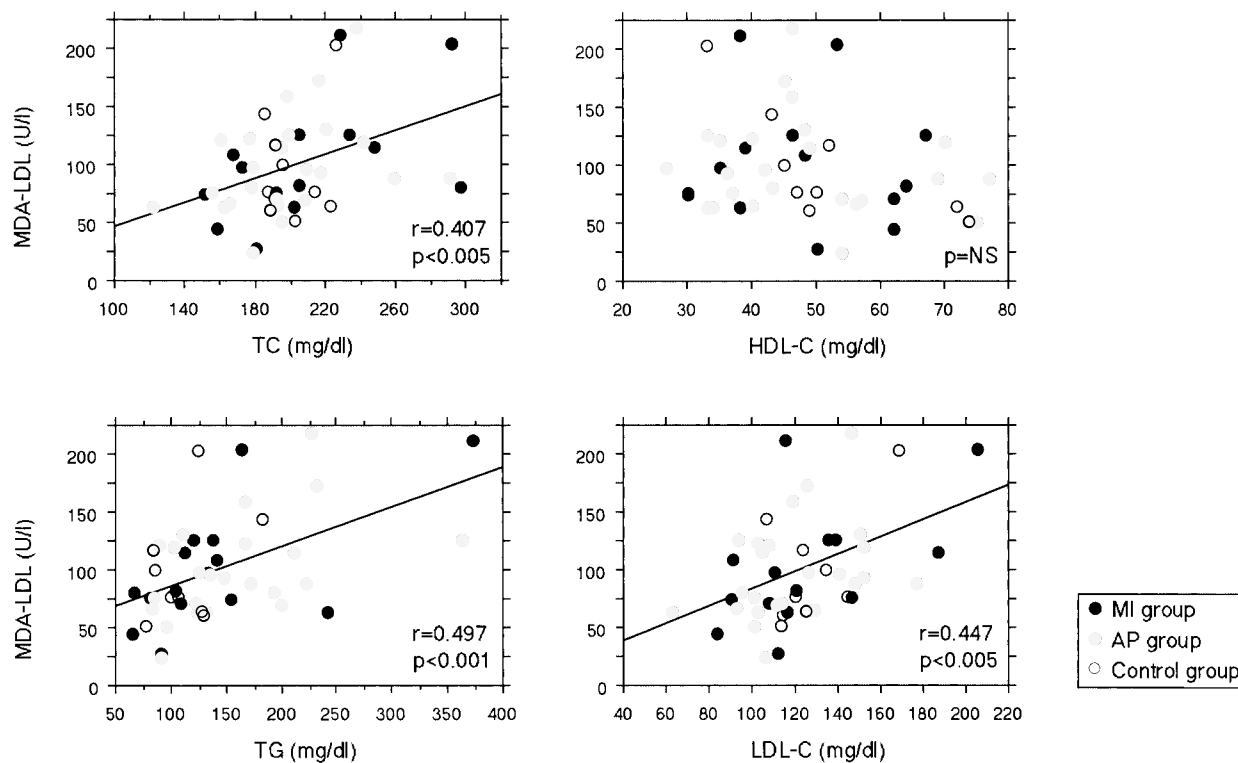 200
150
100
50
0
MDA-LDL (U/l)
r=0.407
p<0.005
100 140 180 220 260 300
TC (mg/dl)
200
150
100
50
0
p=NS
20 30 40 50 60 70 80
HDL-C (mg/dl)
200
150
100
50
0
MDA-LDL (U/l)
r=0.497
p<0.001
50 100 150 200 250 300 350 400
TG (mg/dl)
200
150
100
50
0
r=0.447
p<0.005
40 60 80 100 120 140 160 180 200 220
LDL-C (mg/dl)
MI group
AP group
Control group